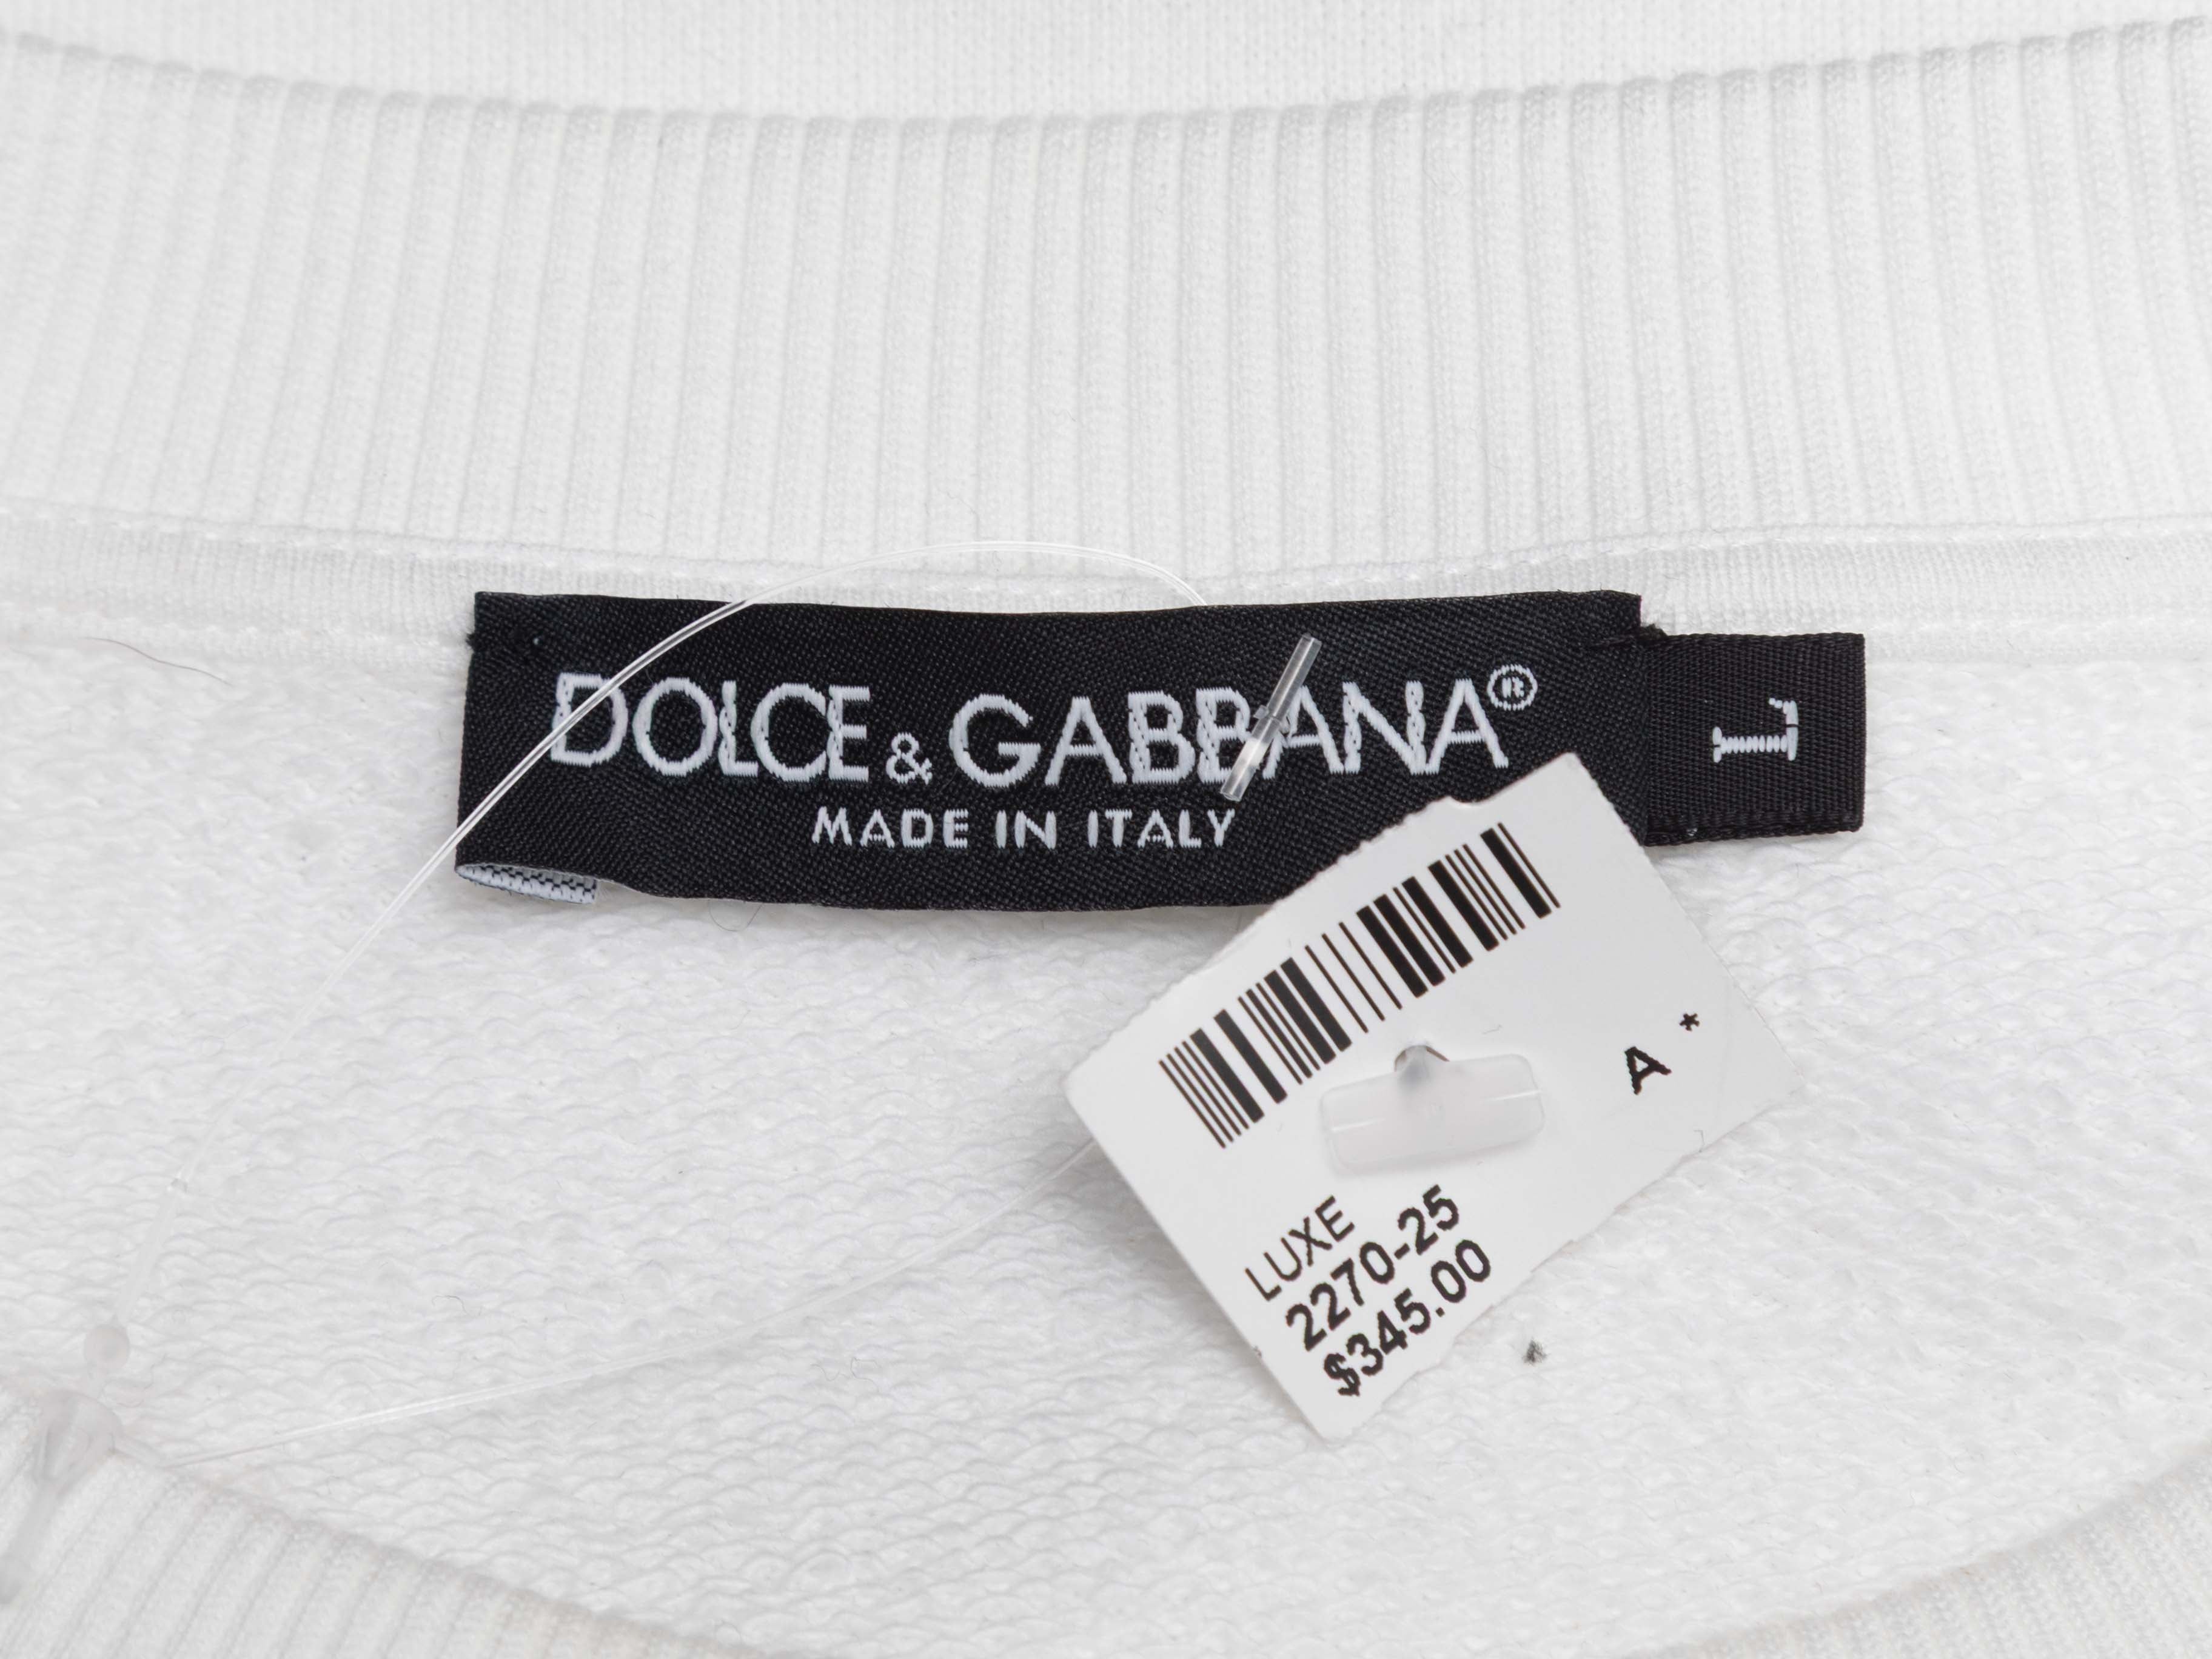 DOLCE & GABBANA®
MADE IN ITALY
L
A *
LUXE
2270-25
$345.00